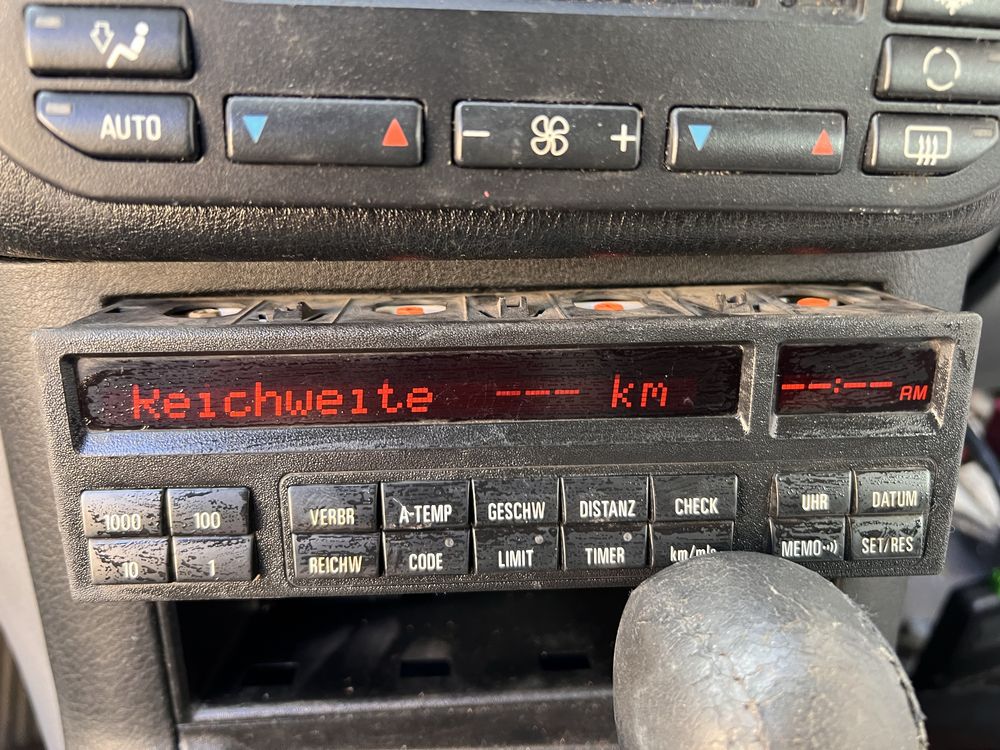 AUTO
− +
Reichweite --- km
--:-- AM
1000 100
10 1
VERBR A-TEMP GESCHW DISTANZ CHECK
REICHW CODE LIMIT TIMER km/mls
UHR DATUM
MEMO SET/RES